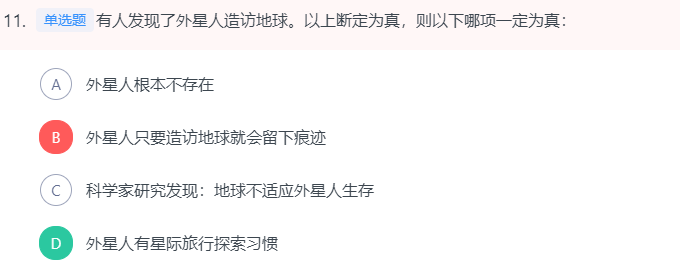 11. 单选题 有人发现了外星人造访地球。以上断定为真，则以下哪项一定为真：
A 外星人根本不存在
B 外星人只要造访地球就会留下痕迹
C 科学家研究发现：地球不适应外星人生存
D 外星人有星际旅行探索习惯